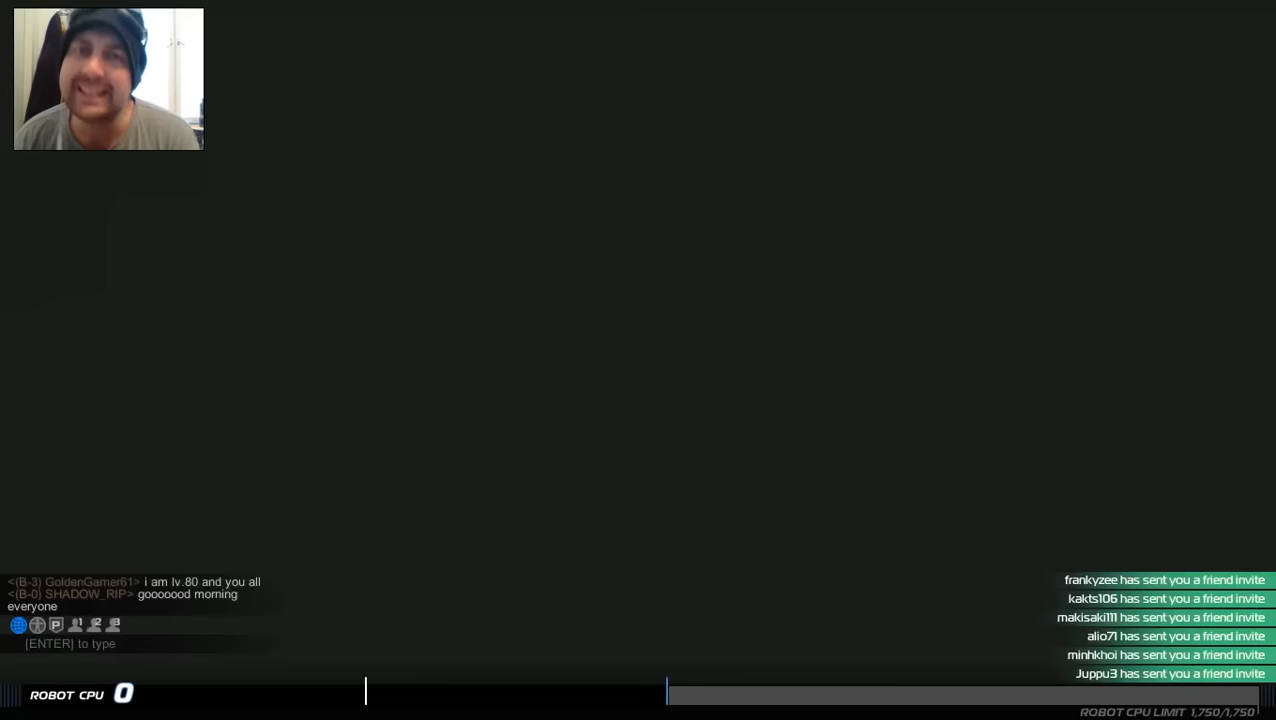 <(B-3) GoldenGamer61> i am lv.80 and you all
<(B-0) SHADOW_RIP> gooooood morning
everyone
P 1 2 3
[ENTER] to type
frankyzee has sent you a friend invite
kakts106 has sent you a friend invite
makisaki111 has sent you a friend invite
alio71 has sent you a friend invite
minhkhoi has sent you a friend invite
Juppu3 has sent you a friend invite
ROBOT CPU 0
ROBOT CPU LIMIT 1,750/1,750